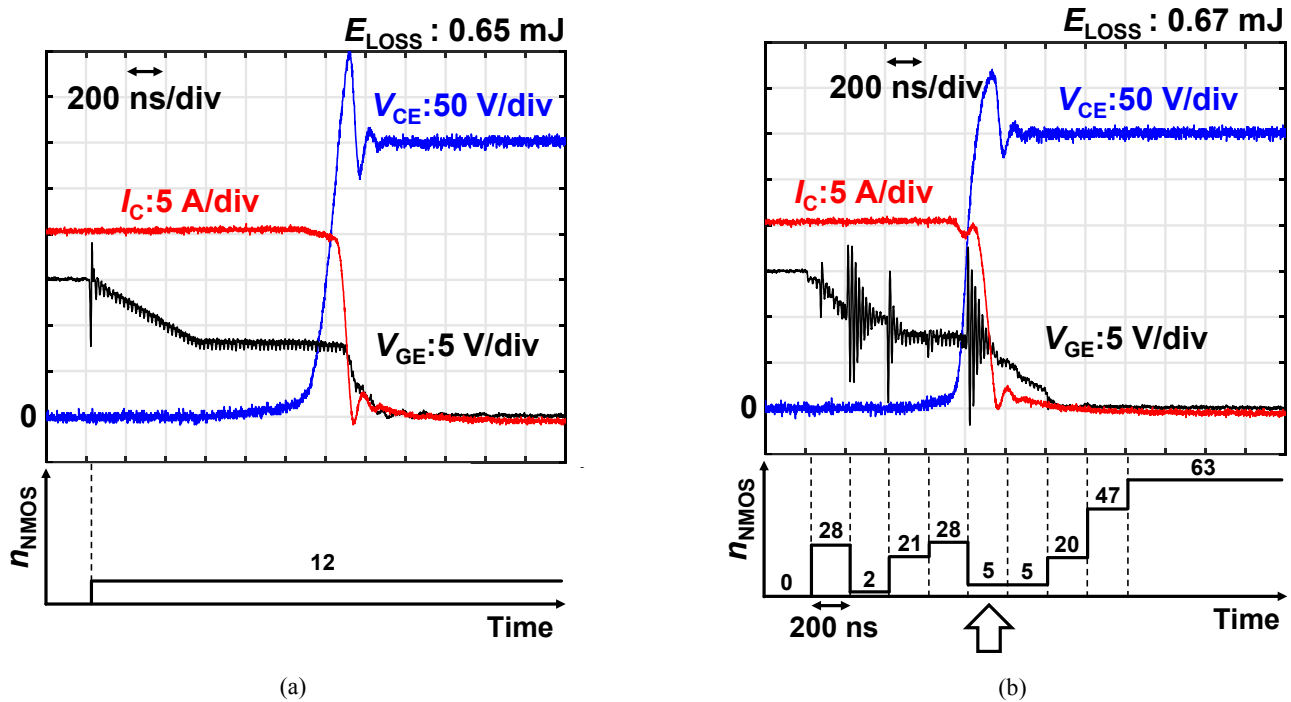 E_LOSS : 0.65 mJ
200 ns/div
V_CE:50 V/div
I_C:5 A/div
V_GE:5 V/div
0
n_NMOS
12
Time
(a)
E_LOSS : 0.67 mJ
200 ns/div
V_CE:50 V/div
I_C:5 A/div
V_GE:5 V/div
0
n_NMOS
0 28 2 21 28 5 5 20 47 63
200 ns
Time
(b)